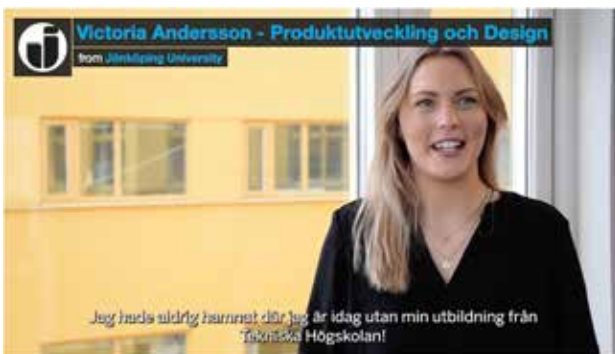 Victoria Andersson - Produktutveckling och Design
from Jönköping University
Jag hade aldrig hamnat där jag är idag utan min utbildning från
Tekniska Högskolan!